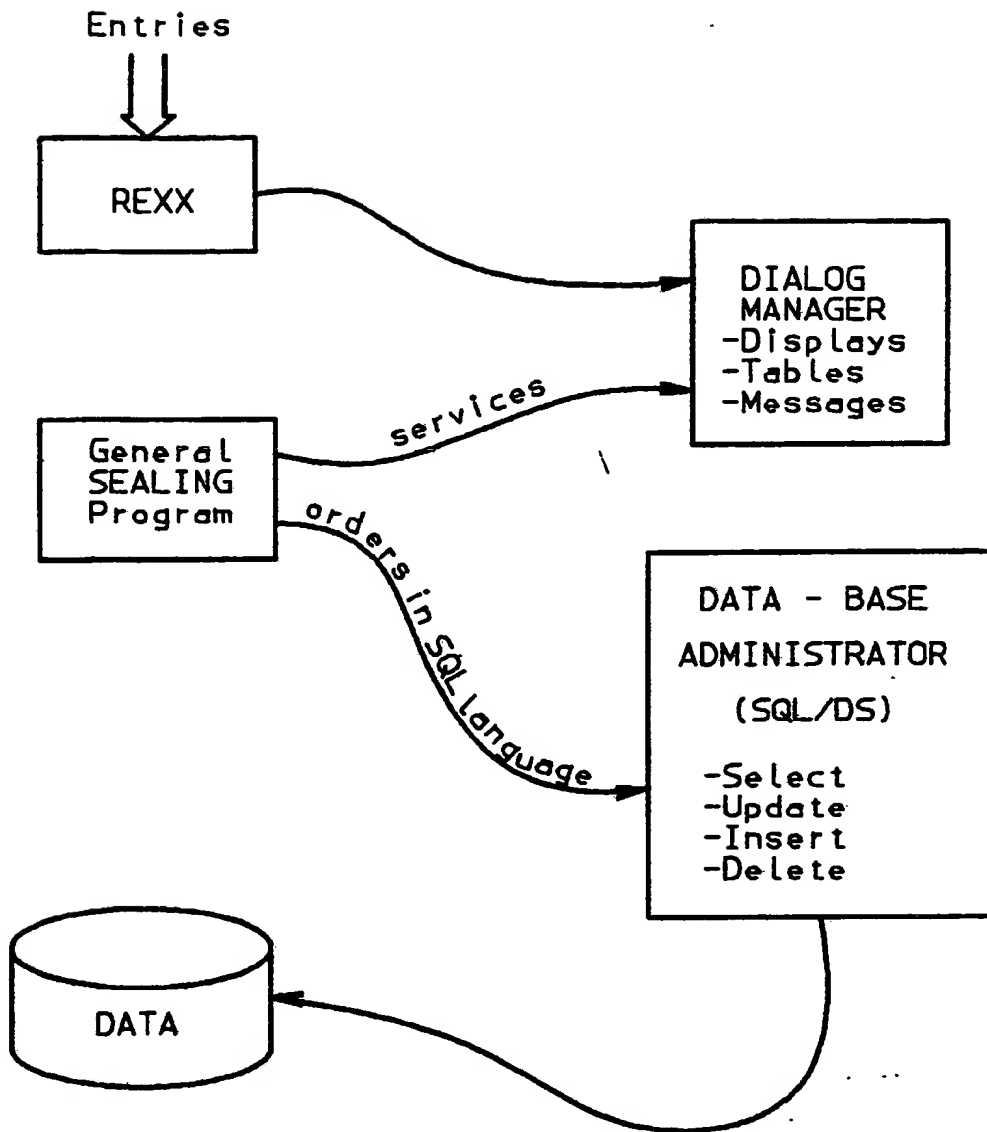 Entries
REXX
DIALOG
MANAGER
-Displays
-Tables
-Messages
services
General
SEALING
Program
orders in SQL language
DATA - BASE
ADMINISTRATOR
(SQL/DS)
-Select
-Update
-Insert
-Delete
DATA